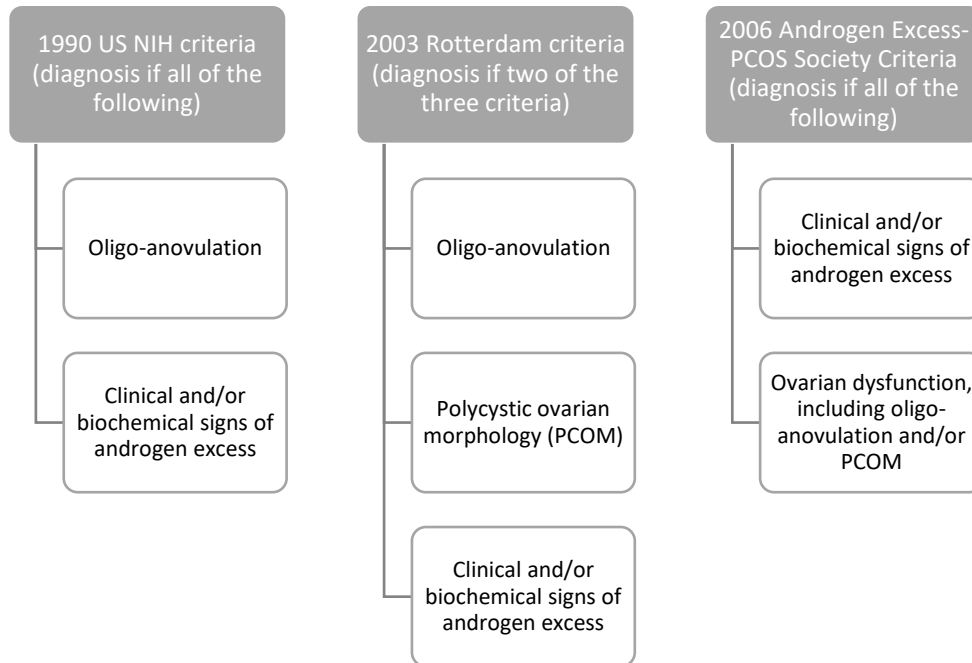 1990 US NIH criteria
(diagnosis if all of the
following)
Oligo-anovulation
Clinical and/or
biochemical signs of
androgen excess
2003 Rotterdam criteria
(diagnosis if two of the
three criteria)
Oligo-anovulation
Polycystic ovarian
morphology (PCOM)
Clinical and/or
biochemical signs of
androgen excess
2006 Androgen Excess-
PCOS Society Criteria
(diagnosis if all of the
following)
Clinical and/or
biochemical signs of
androgen excess
Ovarian dysfunction,
including oligo-
anovulation and/or
PCOM